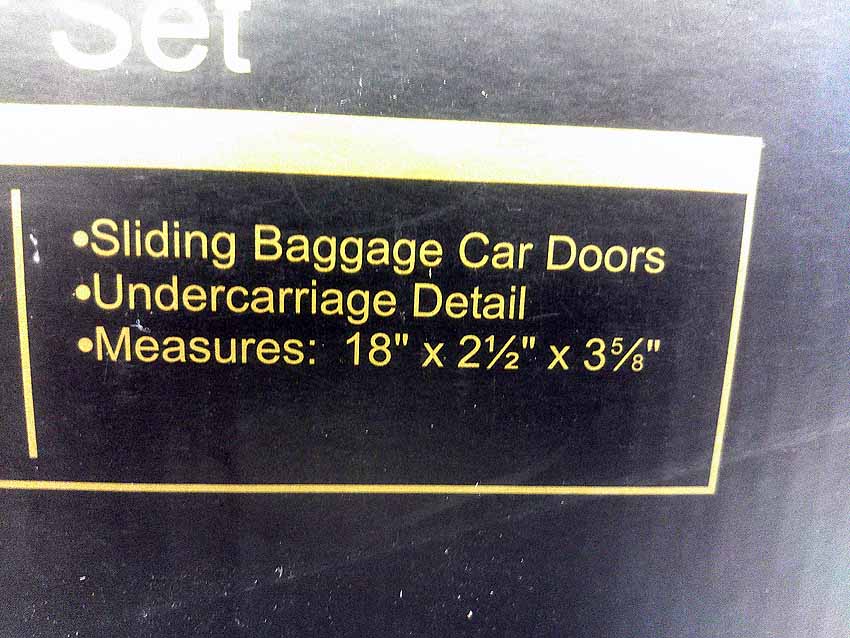 Set
•Sliding Baggage Car Doors
•Undercarriage Detail
•Measures: 18" x 2½" x 3⅝"